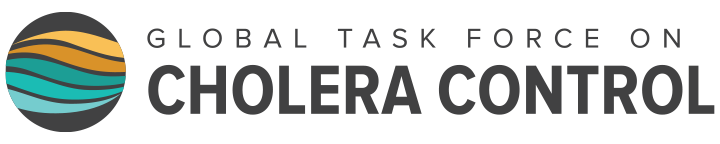 GLOBAL TASK FORCE ON
CHOLERA CONTROL